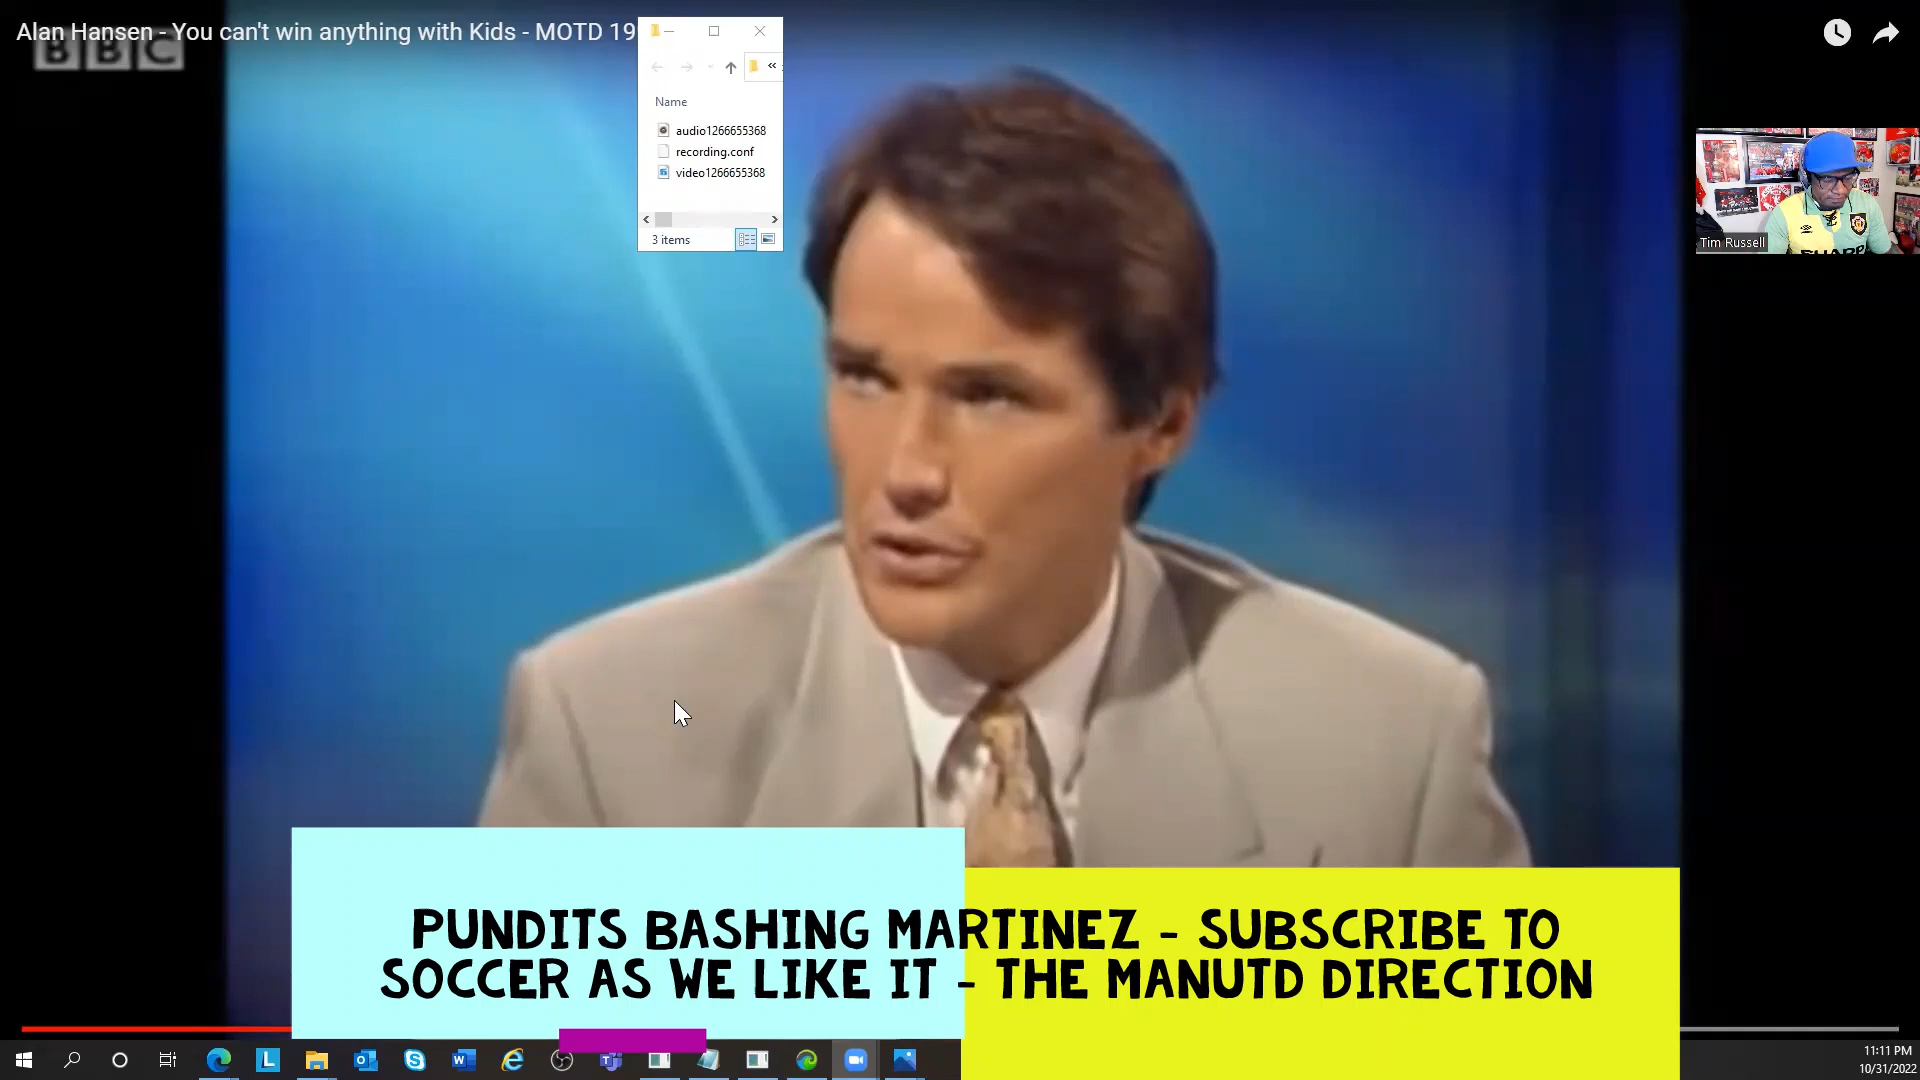 Alan Hansen - You can't win anything with Kids - MOTD 19
BBC
Name
audio1266655368
recording.conf
video1266655368
3 items
Tim Russell
PUNDITS BASHING MARTINEZ - SUBSCRIBE TO
SOCCER AS WE LIKE IT - THE MANUTD DIRECTION
11:11 PM
10/31/2022